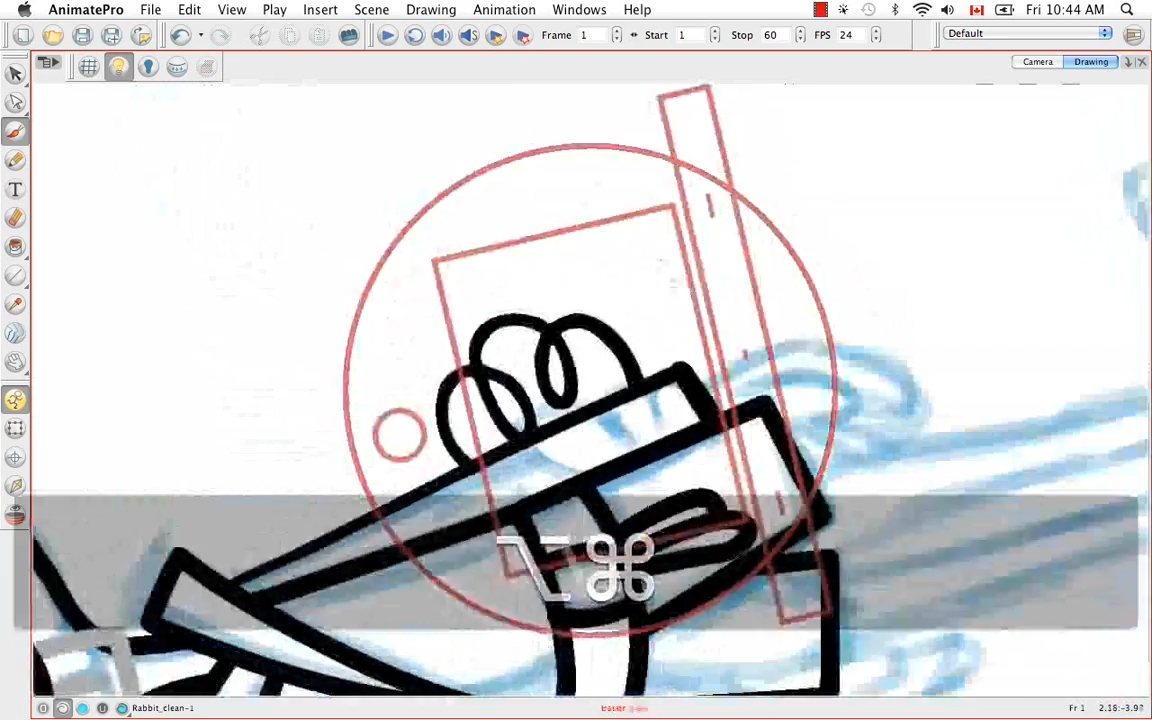 AnimatePro File Edit View Play Insert Scene Drawing Animation Windows Help Fri 10:44 AM
Frame 1 Start 1 Stop 60 FPS 24 Default
Camera Drawing
T
⌥⌘
Rabbit_clean-1 Fr 1